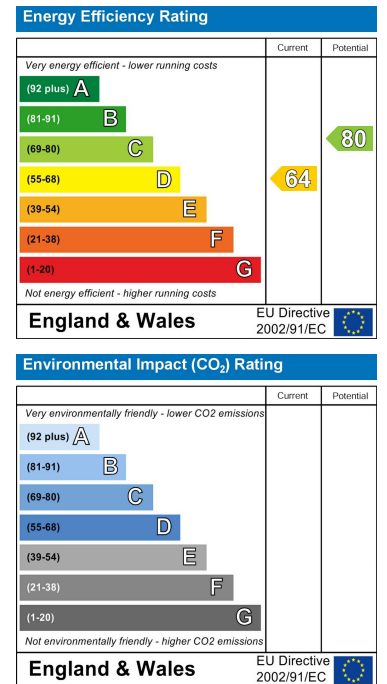 Energy Efficiency Rating
Current Potential
Very energy efficient - lower running costs
(92 plus) A
(81-91) B
(69-80) C
(55-68) D
(39-54) E
(21-38) F
(1-20) G
64
80
Not energy efficient - higher running costs
England & Wales
EU Directive
2002/91/EC
Environmental Impact (CO₂) Rating
Current Potential
Very environmentally friendly - lower CO2 emissions
(92 plus) A
(81-91) B
(69-80) C
(55-68) D
(39-54) E
(21-38) F
(1-20) G
Not environmentally friendly - higher CO2 emissions
England & Wales
EU Directive
2002/91/EC